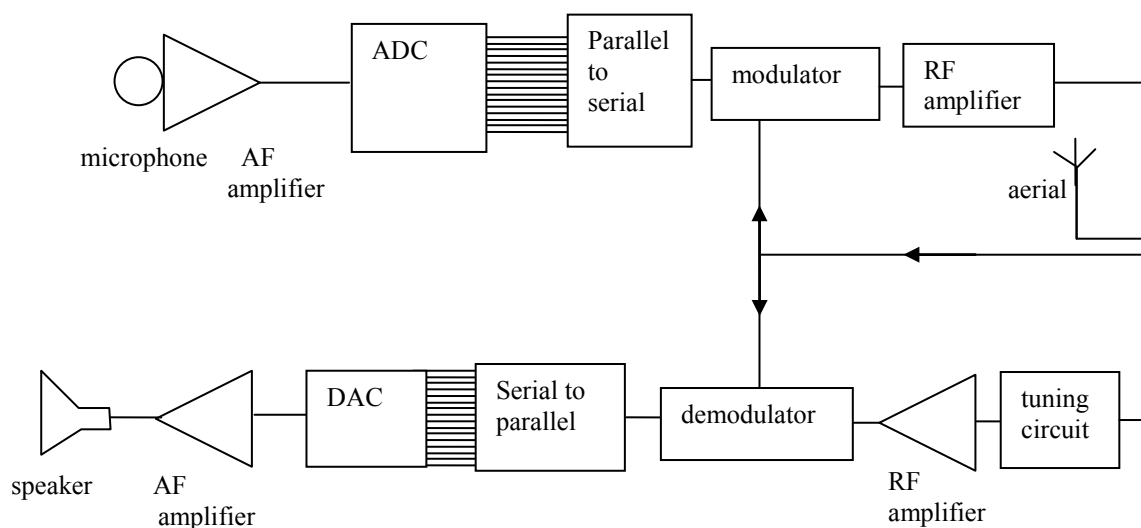 ADC
Parallel
to
serial
modulator
RF
amplifier
microphone
AF
amplifier
aerial
speaker
AF
amplifier
DAC
Serial to
parallel
demodulator
RF
amplifier
tuning
circuit